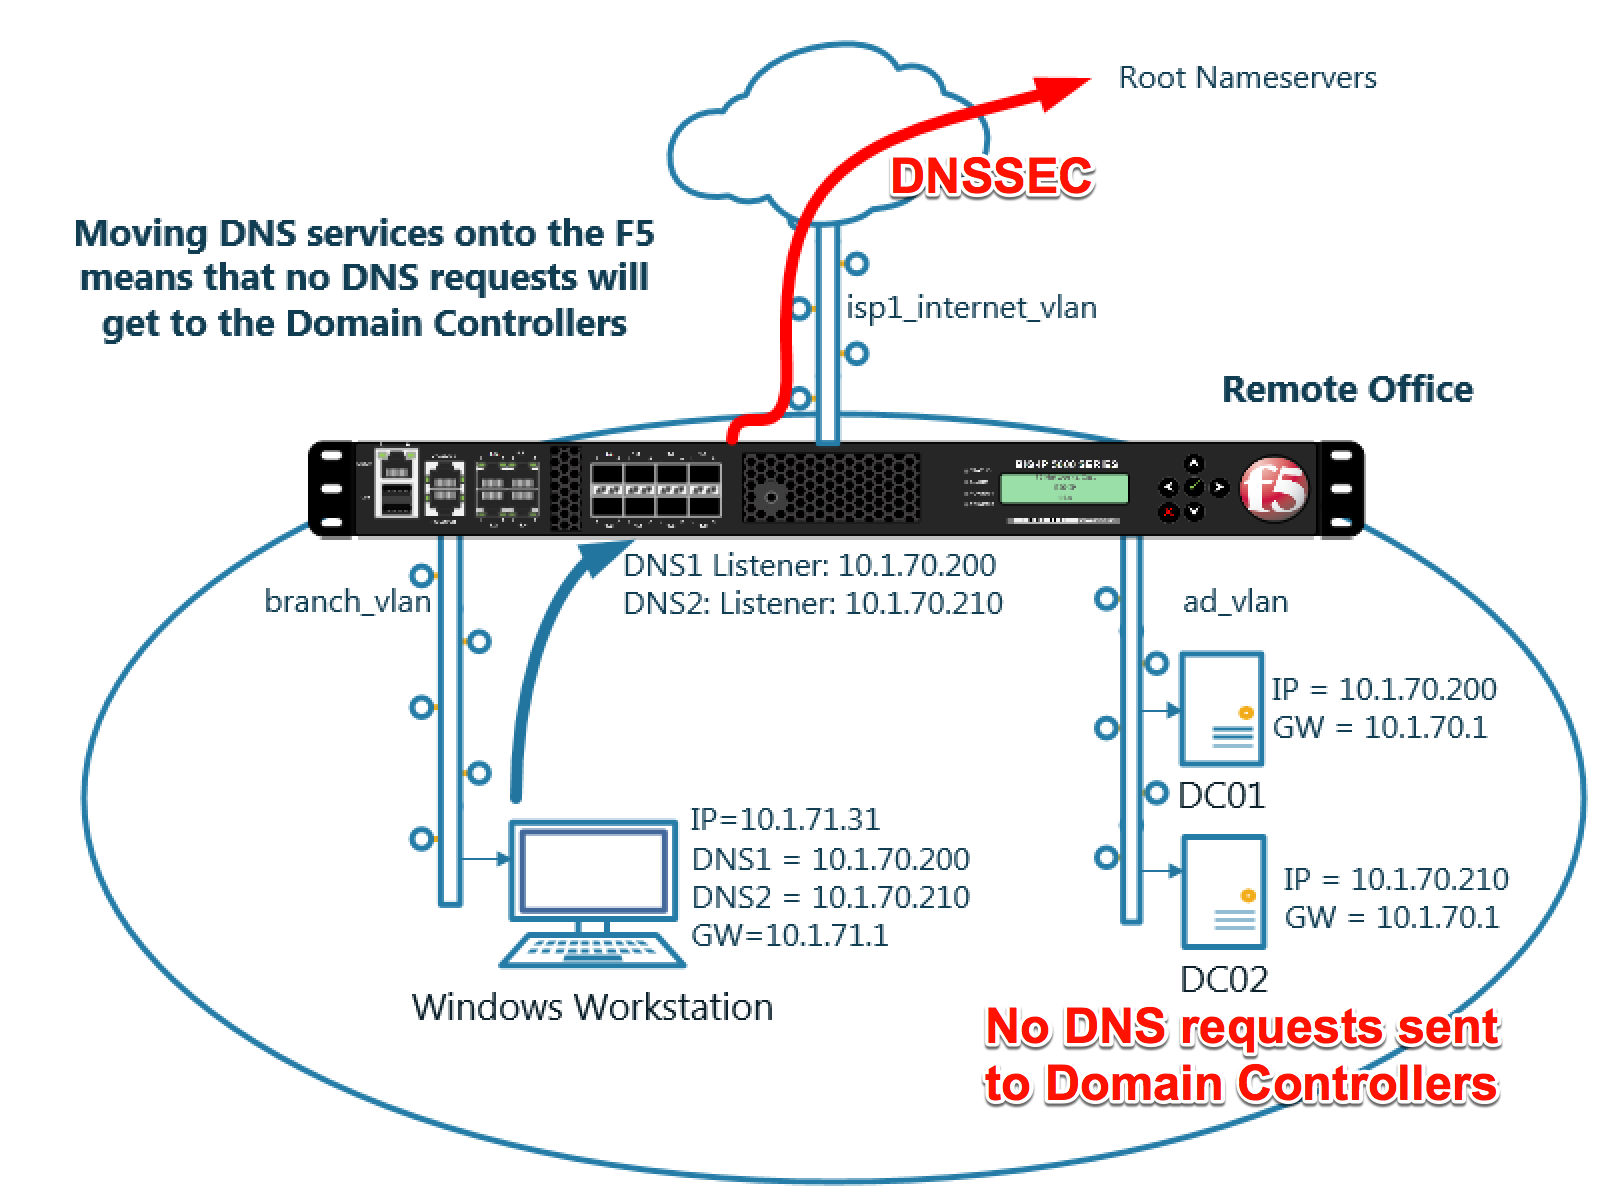 Root Nameservers
DNSSEC
Moving DNS services onto the F5
means that no DNS requests will
get to the Domain Controllers
isp1_internet_vlan
Remote Office
BIG-IP 5000 SERIES
f5
DNS1 Listener: 10.1.70.200
DNS2: Listener: 10.1.70.210
branch_vlan
ad_vlan
IP = 10.1.70.200
GW = 10.1.70.1
DC01
IP=10.1.71.31
DNS1 = 10.1.70.200
DNS2 = 10.1.70.210
GW=10.1.71.1
Windows Workstation
IP = 10.1.70.210
GW = 10.1.70.1
DC02
No DNS requests sent
to Domain Controllers